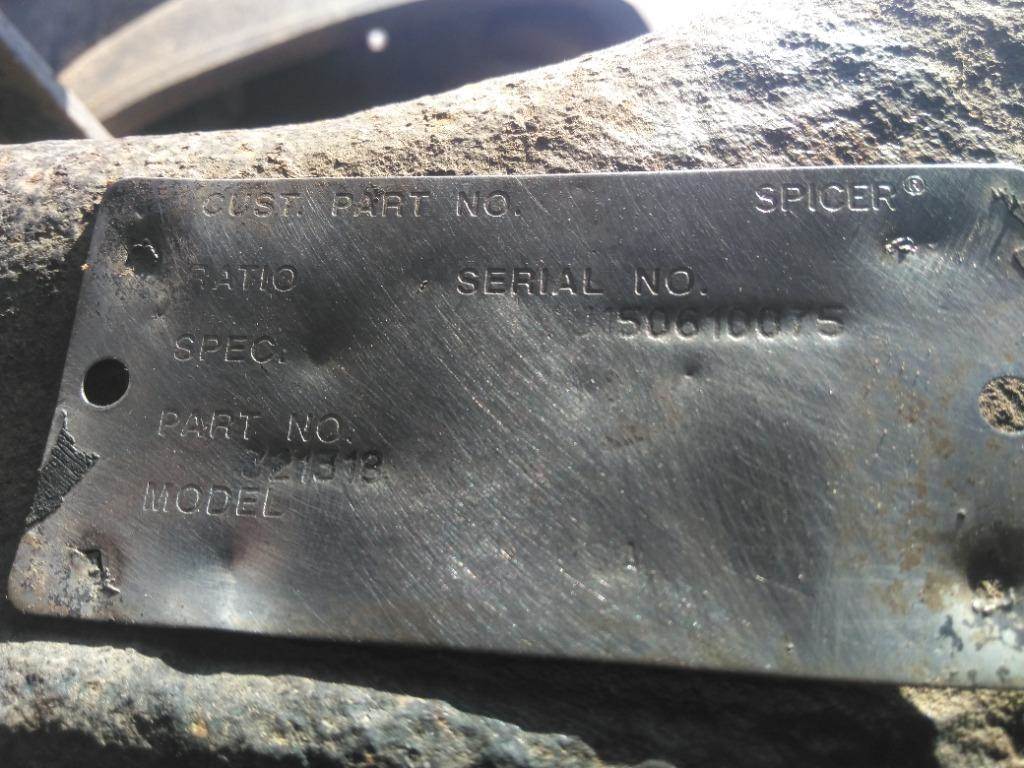 CUST. PART NO. SPICER®
RATIO SERIAL NO.
150610075
SPEC.
PART NO.
MODEL